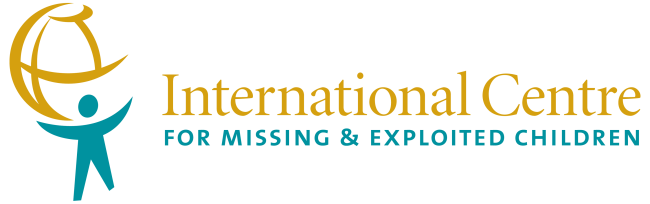 International Centre
FOR MISSING & EXPLOITED CHILDREN